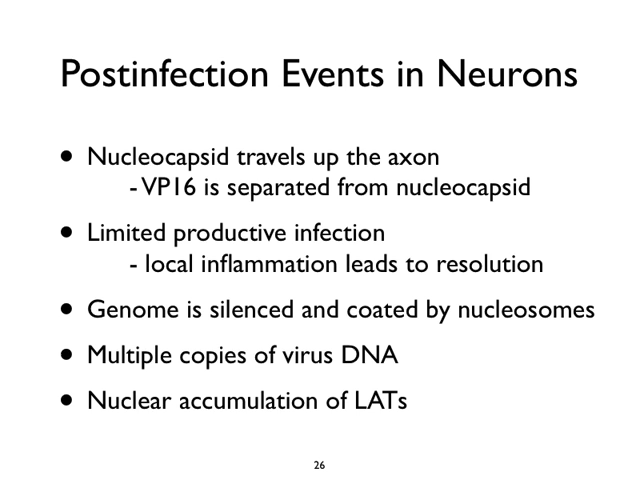 Postinfection Events in Neurons
• Nucleocapsid travels up the axon
- VP16 is separated from nucleocapsid
• Limited productive infection
- local inflammation leads to resolution
• Genome is silenced and coated by nucleosomes
• Multiple copies of virus DNA
• Nuclear accumulation of LATs
26